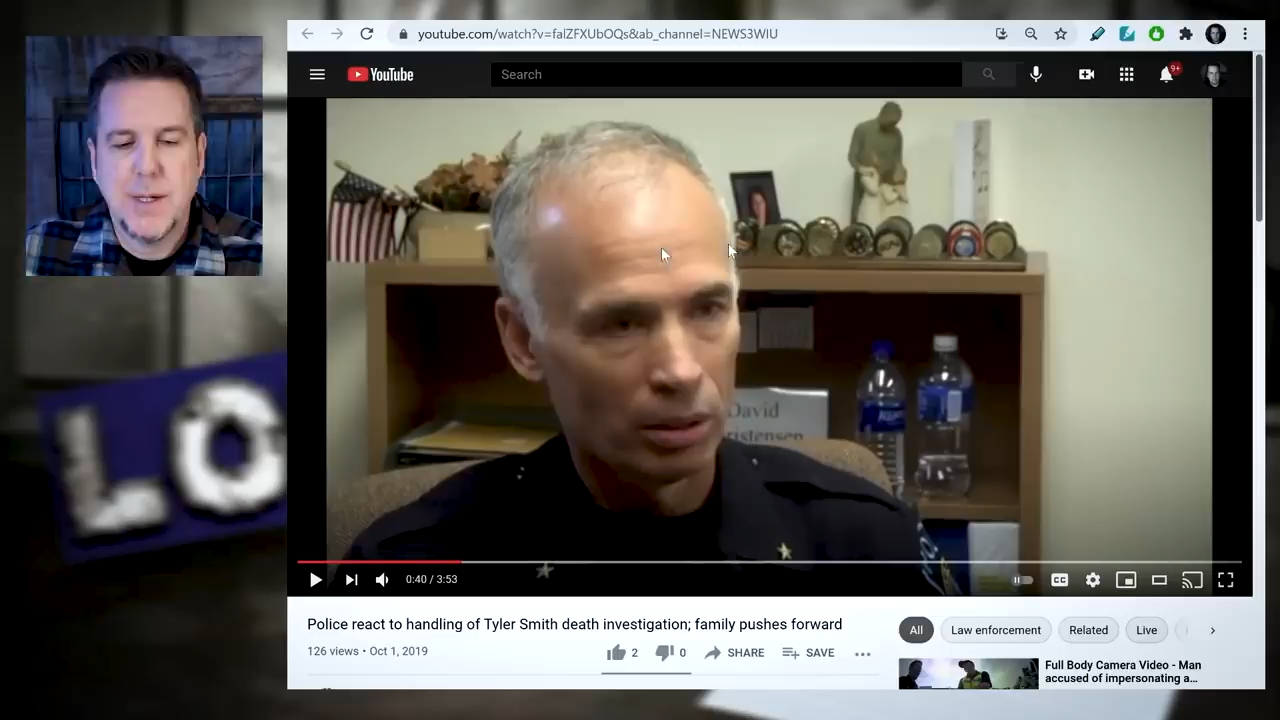 youtube.com/watch?v=falZFXUbOQs&ab_channel=NEWS3WIU
YouTube
Search
9+
David
ristensen
LO
0:40 / 3:53
CC
Police react to handling of Tyler Smith death investigation; family pushes forward
All
Law enforcement
Related
Live
126 views • Oct 1, 2019
2
0
SHARE
SAVE
Full Body Camera Video - Man
accused of impersonating a...